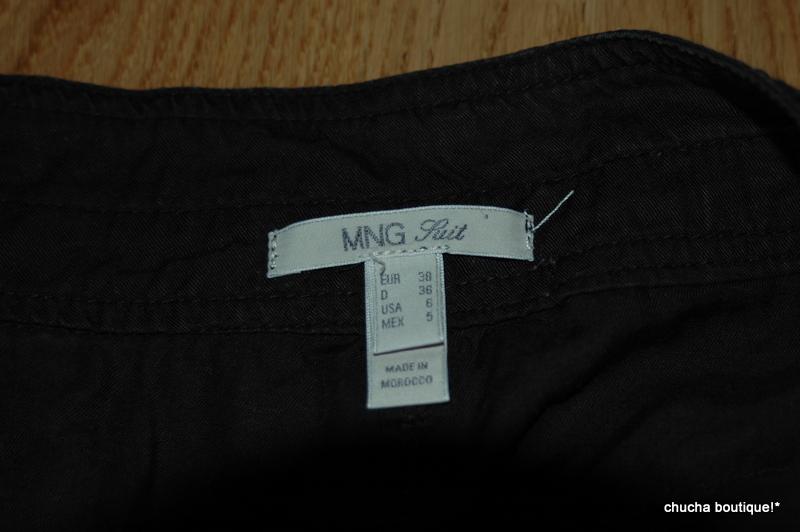 MNG Suit
EUR 38
D 36
USA 6
MEX 5
MADE IN
MOROCCO
chucha boutique!*